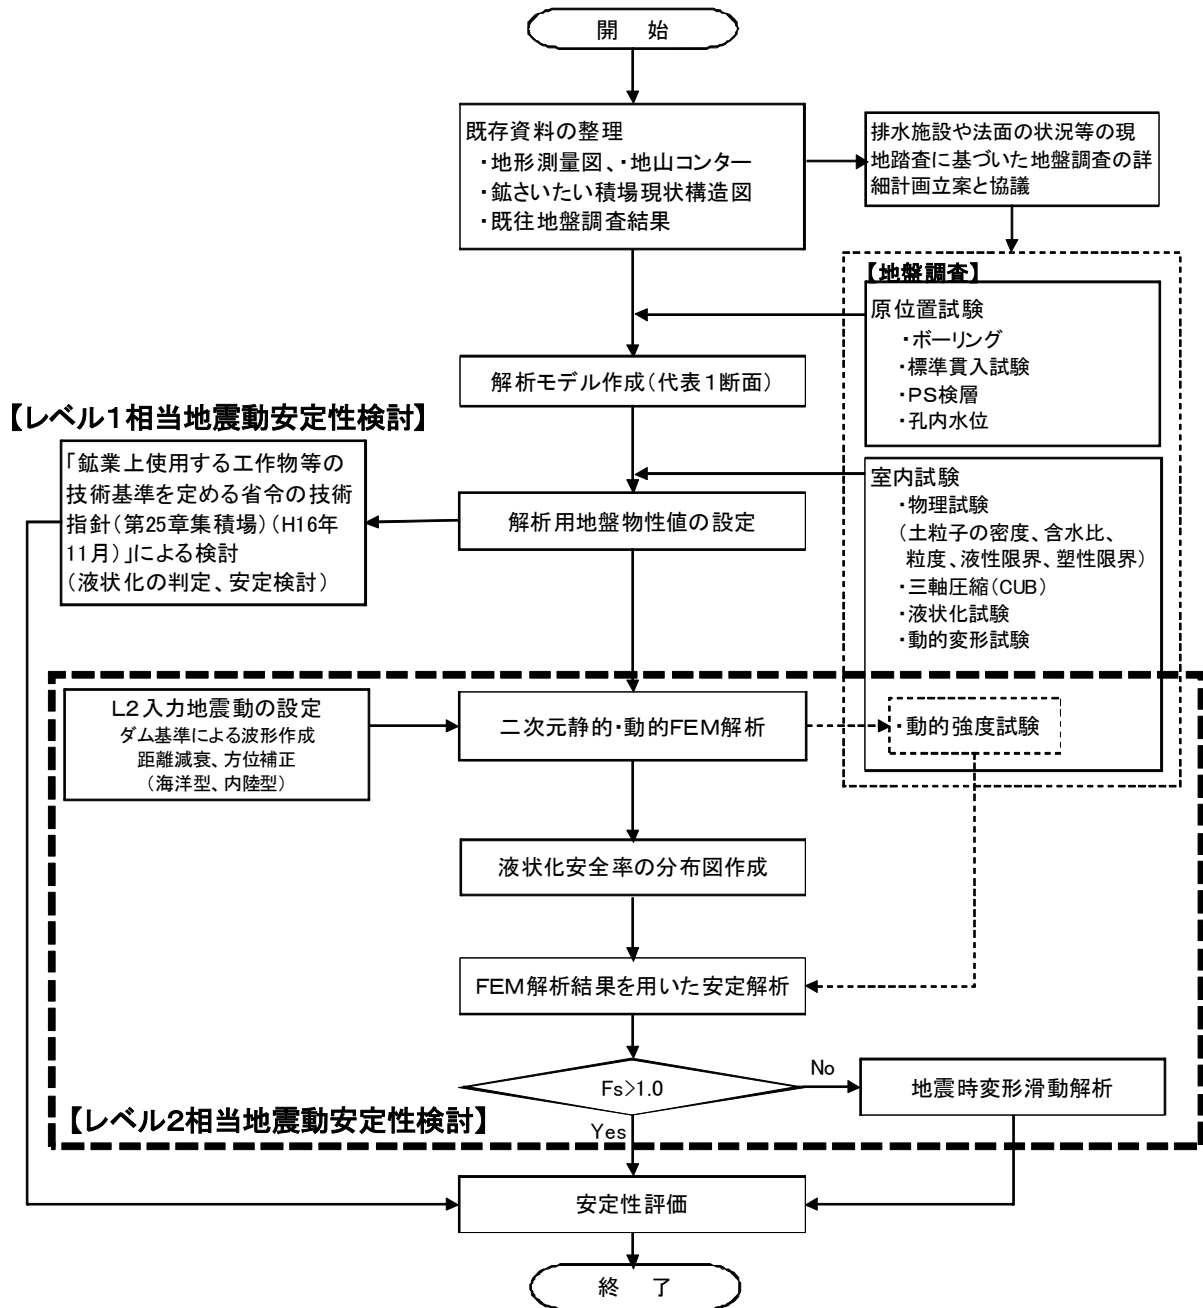 開　始
既存資料の整理
・地形測量図、・地山コンター
・鉱さいたい積場現状構造図
・既往地盤調査結果
排水施設や法面の状況等の現
地踏査に基づいた地盤調査の詳
細計画立案と協議
【地盤調査】
原位置試験
・ボーリング
・標準貫入試験
・PS検層
・孔内水位
解析モデル作成(代表１断面)
【レベル１相当地震動安定性検討】
「鉱業上使用する工作物等の
技術基準を定める省令の技術
指針(第25章集積場)(H16年
11月)」による検討
(液状化の判定、安定検討)
解析用地盤物性値の設定
室内試験
・物理試験
(土粒子の密度、含水比、
粒度、液性限界、塑性限界)
・三軸圧縮(CUB)
・液状化試験
・動的変形試験
L2入力地震動の設定
ダム基準による波形作成
距離減衰、方位補正
(海洋型、内陸型)
二次元静的・動的FEM解析
・動的強度試験
液状化安全率の分布図作成
FEM解析結果を用いた安定解析
Fs>1.0
No
地震時変形滑動解析
【レベル２相当地震動安定性検討】
Yes
安定性評価
終　了